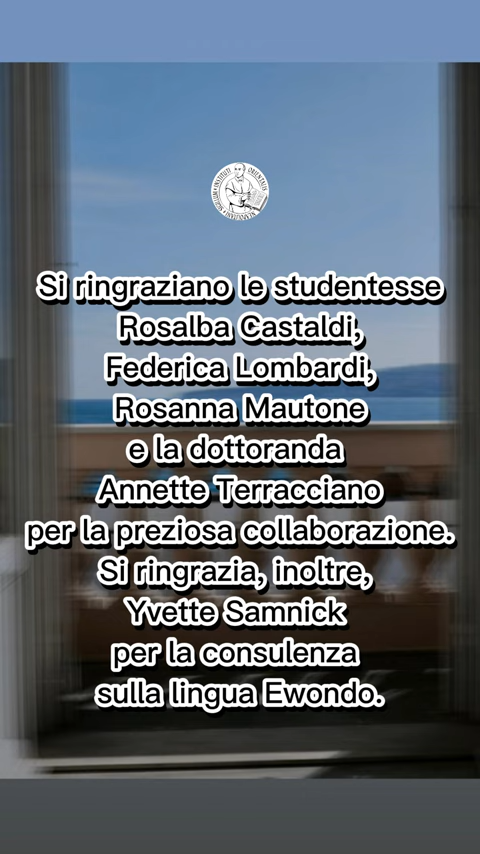 Si ringraziano le studentesse
Rosalba Castaldi,
Federica Lombardi,
Rosanna Mautone
e la dottoranda
Annette Terracciano
per la preziosa collaborazione.
Si ringrazia, inoltre,
Yvette Samnick
per la consulenza
sulla lingua Ewondo.